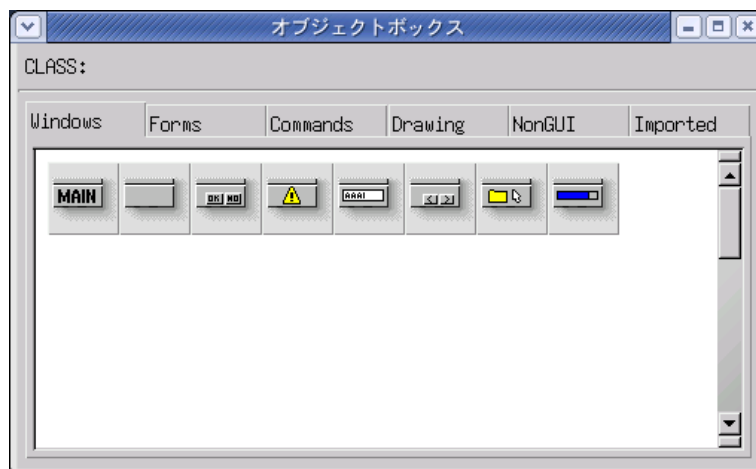 オブジェクトボックス
CLASS:
Windows Forms Commands Drawing NonGUI Imported
MAIN OK NO AAAI